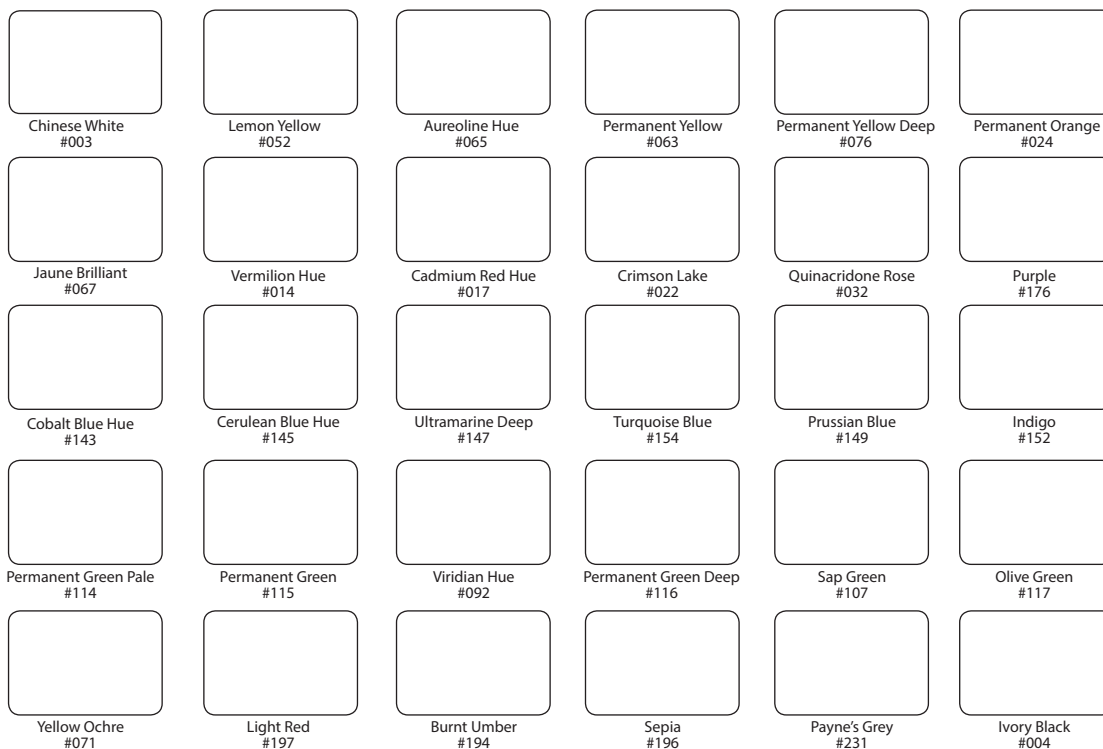 Chinese White
#003
Lemon Yellow
#052
Aureoline Hue
#065
Permanent Yellow
#063
Permanent Yellow Deep
#076
Permanent Orange
#024
Jaune Brilliant
#067
Vermilion Hue
#014
Cadmium Red Hue
#017
Crimson Lake
#022
Quinacridone Rose
#032
Purple
#176
Cobalt Blue Hue
#143
Cerulean Blue Hue
#145
Ultramarine Deep
#147
Turquoise Blue
#154
Prussian Blue
#149
Indigo
#152
Permanent Green Pale
#114
Permanent Green
#115
Viridian Hue
#092
Permanent Green Deep
#116
Sap Green
#107
Olive Green
#117
Yellow Ochre
#071
Light Red
#197
Burnt Umber
#194
Sepia
#196
Payne's Grey
#231
Ivory Black
#004